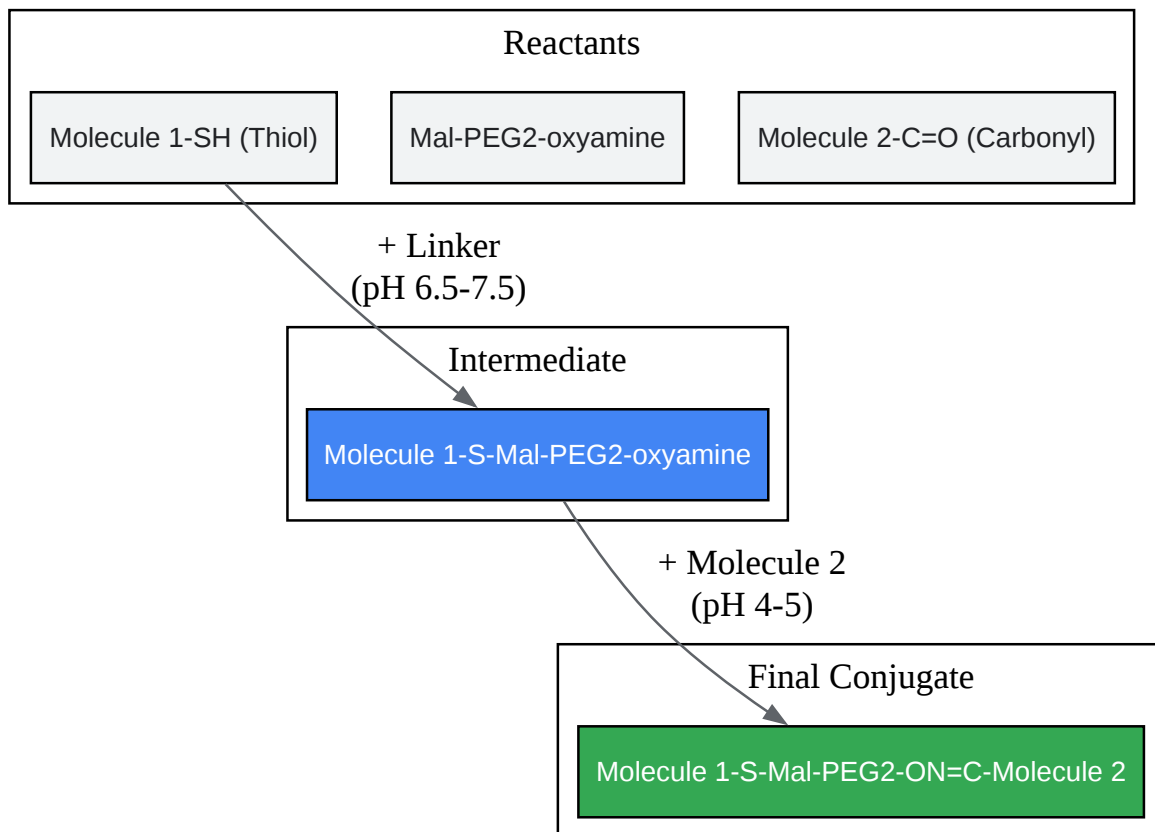 Reactants
Molecule 1-SH (Thiol)
Mal-PEG2-oxyamine
Molecule 2-C=O (Carbonyl)
+ Linker
(pH 6.5-7.5)
Intermediate
Molecule 1-S-Mal-PEG2-oxyamine
+ Molecule 2
(pH 4-5)
Final Conjugate
Molecule 1-S-Mal-PEG2-ON=C-Molecule 2